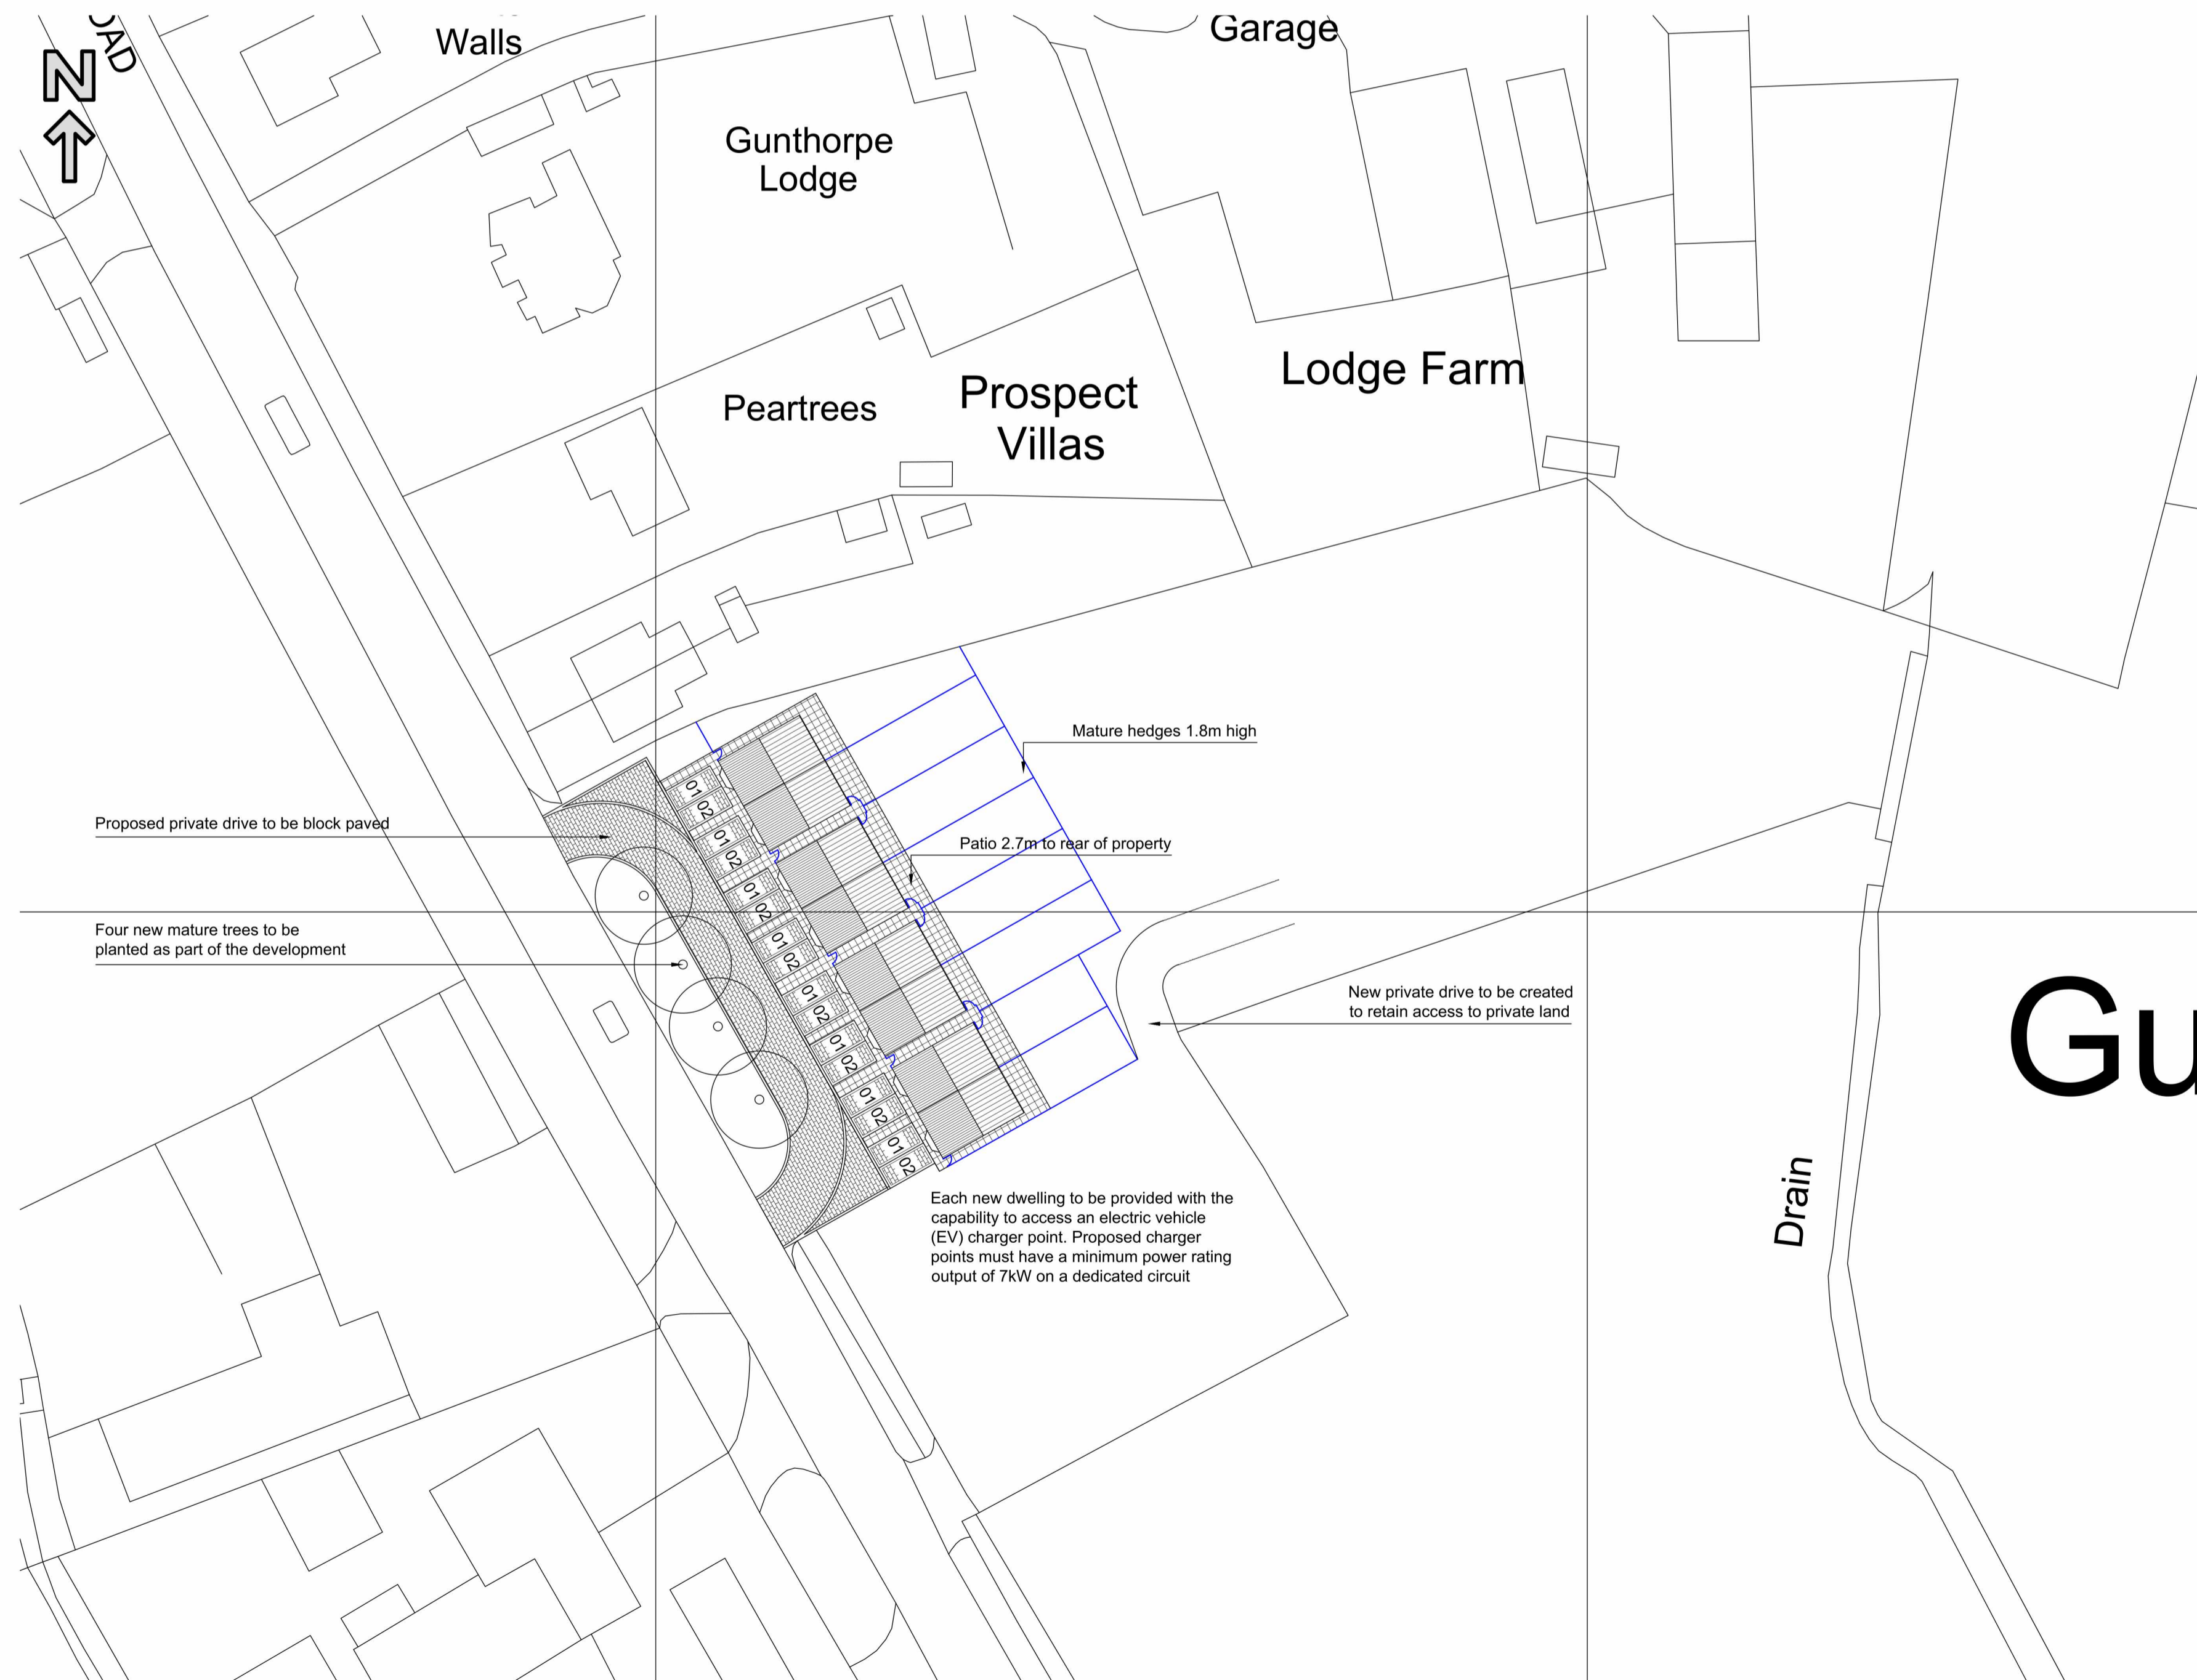 OAD
N
Walls
Garage
Gunthorpe
Lodge
Lodge Farm
Prospect
Villas
Peartrees
Mature hedges 1.8m high
Proposed private drive to be block paved
Patio 2.7m to rear of property
Four new mature trees to be
planted as part of the development
New private drive to be created
to retain access to private land
01
02
01
02
01
02
01
02
01
02
01
02
01
02
01
02
Gu
Drain
Each new dwelling to be provided with the
capability to access an electric vehicle
(EV) charger point. Proposed charger
points must have a minimum power rating
output of 7kW on a dedicated circuit